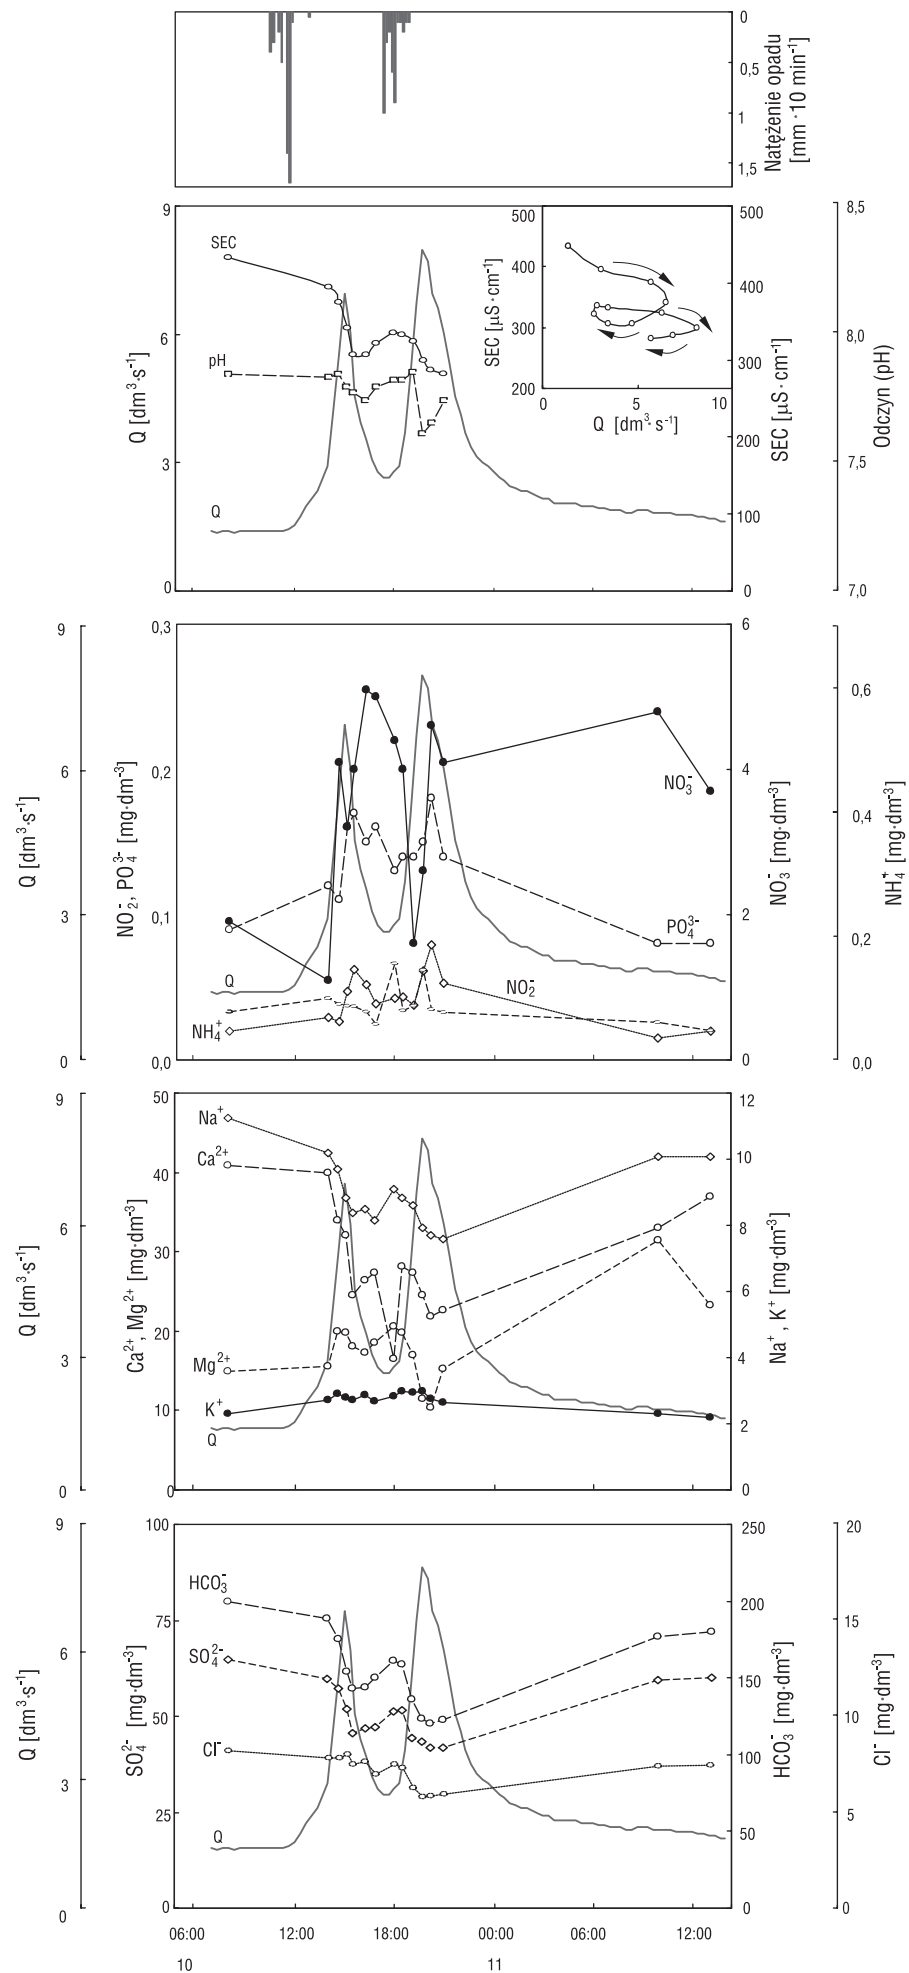 0
0,5
1
1,5
Natężenie opadu
[mm·10 min⁻¹]
9
6
3
0
Q [dm³·s⁻¹]
SEC
pH
Q
500
400
300
200
SEC [µS·cm⁻¹]
0
5
10
Q [dm³·s⁻¹]
500
400
300
200
100
0
SEC [µS·cm⁻¹]
8,5
8,0
7,5
7,0
Odczyn (pH)
9
6
3
0
Q [dm³·s⁻¹]
0,3
0,2
0,1
0,0
NO₂⁻, PO₄³⁻ [mg·dm⁻³]
Q
NH₄⁺
NO₃⁻
PO₄³⁻
NO₂⁻
6
4
2
0
NO₃⁻ [mg·dm⁻³]
0,6
0,4
0,2
0,0
NH₄⁺ [mg·dm⁻³]
9
6
3
0
Q [dm³·s⁻¹]
50
40
30
20
10
0
Ca²⁺, Mg²⁺ [mg·dm⁻³]
Na⁺
Ca²⁺
Mg²⁺
K⁺
Q
12
10
8
6
4
2
0
Na⁺, K⁺ [mg·dm⁻³]
9
6
3
0
Q [dm³·s⁻¹]
100
75
50
25
0
SO₄²⁻ [mg·dm⁻³]
HCO₃⁻
SO₄²⁻
Cl⁻
Q
250
200
150
100
50
0
HCO₃⁻ [mg·dm⁻³]
20
15
10
5
0
Cl⁻ [mg·dm⁻³]
06:00 12:00 18:00 00:00 06:00 12:00
10 11